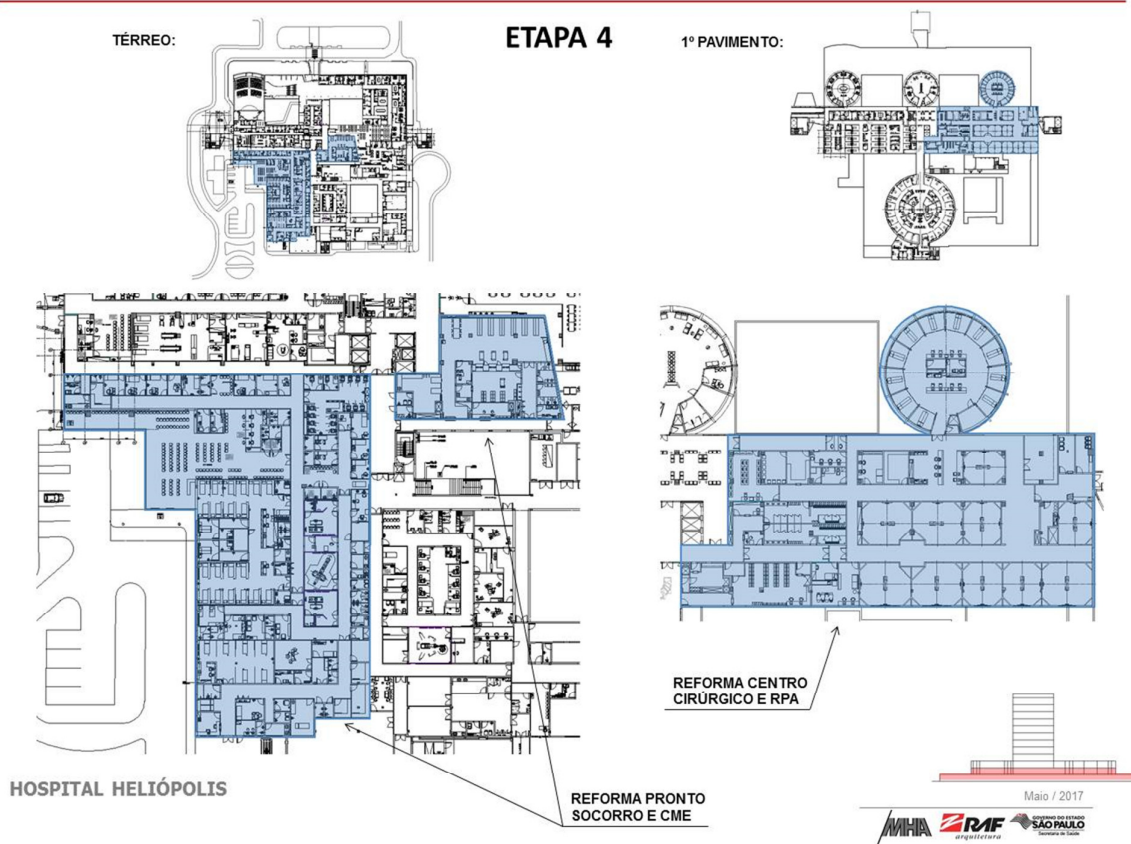 TÉRREO:
ETAPA 4
1º PAVIMENTO:
REFORMA CENTRO
CIRÚRGICO E RPA
HOSPITAL HELIÓPOLIS
REFORMA PRONTO
SOCORRO E CME
Maio / 2017
MHA
RAF
arquitetura
GOVERNO DO ESTADO
SÃO PAULO
Secretaria de Saúde